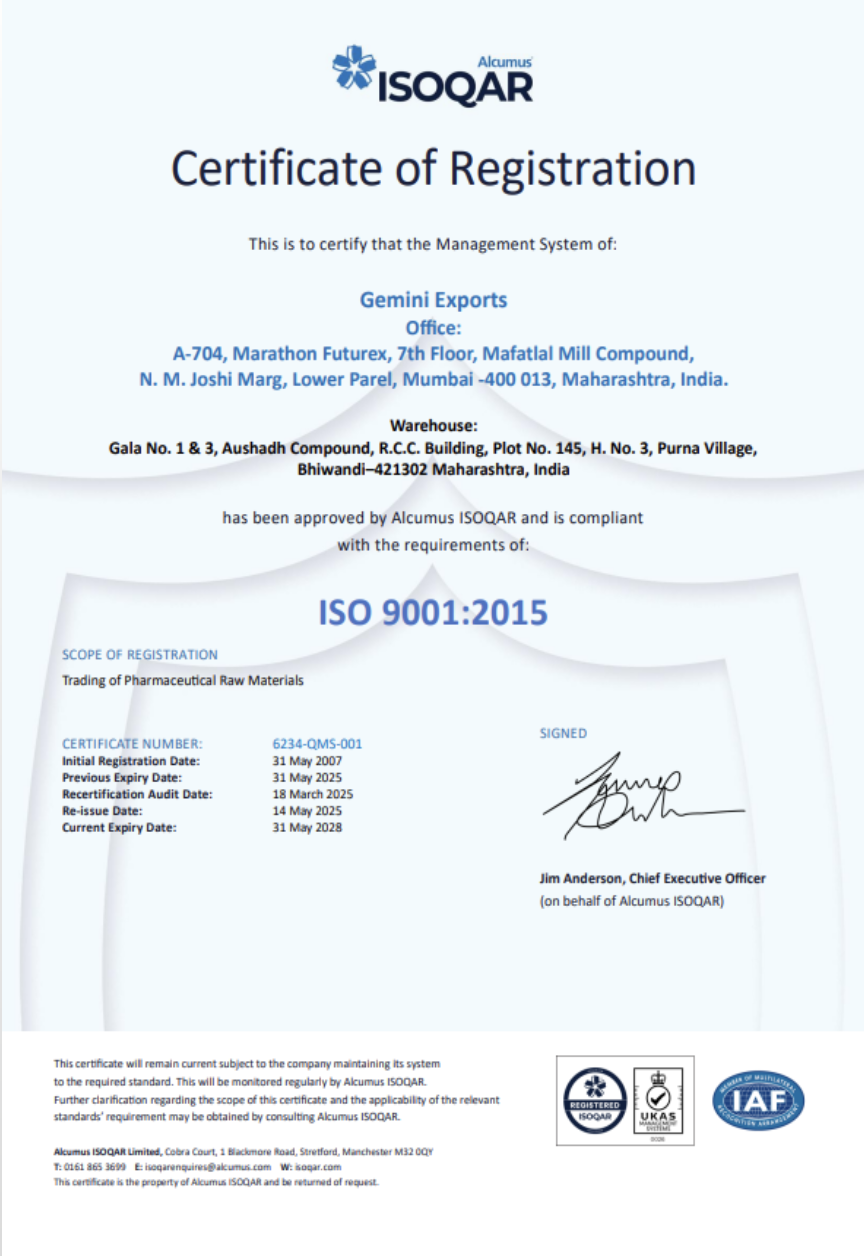 Alcumus
ISOQAR
Certificate of Registration
This is to certify that the Management System of:
Gemini Exports
Office:
A-704, Marathon Futurex, 7th Floor, Mafatlal Mill Compound,
N. M. Joshi Marg, Lower Parel, Mumbai -400 013, Maharashtra, India.
Warehouse:
Gala No. 1 & 3, Aushadh Compound, R.C.C. Building, Plot No. 145, H. No. 3, Purna Village,
Bhiwandi–421302 Maharashtra, India
has been approved by Alcumus ISOQAR and is compliant
with the requirements of:
ISO 9001:2015
SCOPE OF REGISTRATION
Trading of Pharmaceutical Raw Materials
CERTIFICATE NUMBER: 6234-QMS-001
Initial Registration Date: 31 May 2007
Previous Expiry Date: 31 May 2025
Recertification Audit Date: 18 March 2025
Re-issue Date: 14 May 2025
Current Expiry Date: 31 May 2028
SIGNED
Jim Anderson, Chief Executive Officer
(on behalf of Alcumus ISOQAR)
This certificate will remain current subject to the company maintaining its system
to the required standard. This will be monitored regularly by Alcumus ISOQAR.
Further clarification regarding the scope of this certificate and the applicability of the relevant
standards' requirement may be obtained by consulting Alcumus ISOQAR.
Alcumus ISOQAR Limited, Cobra Court, 1 Blackmore Road, Stretford, Manchester M32 0QY
T: 0161 865 3699 E: isoqarenquires@alcumus.com W: isoqar.com
This certificate is the property of Alcumus ISOQAR and be returned of request.
REGISTERED
ISOQAR
UKAS
MANAGEMENT
SYSTEMS
0026
MEMBER OF MULTILATERAL
IAF
RECOGNITION ARRANGEMENT